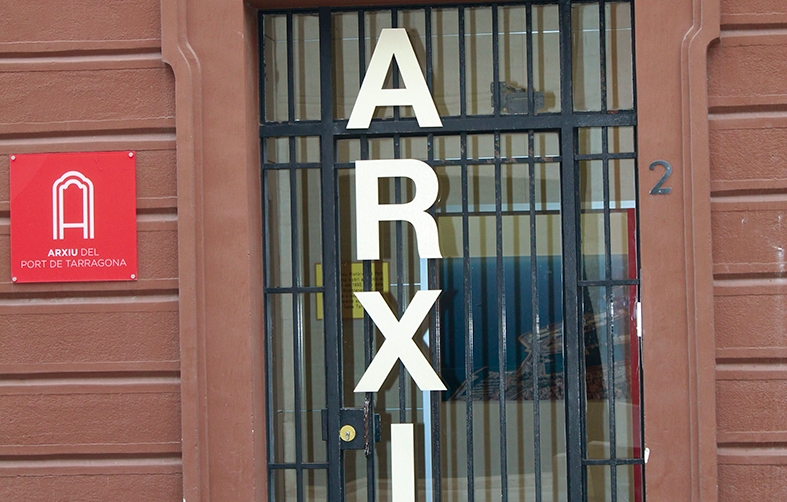 ARXIU DEL
PORT DE TARRAGONA
A
R
X
I
2